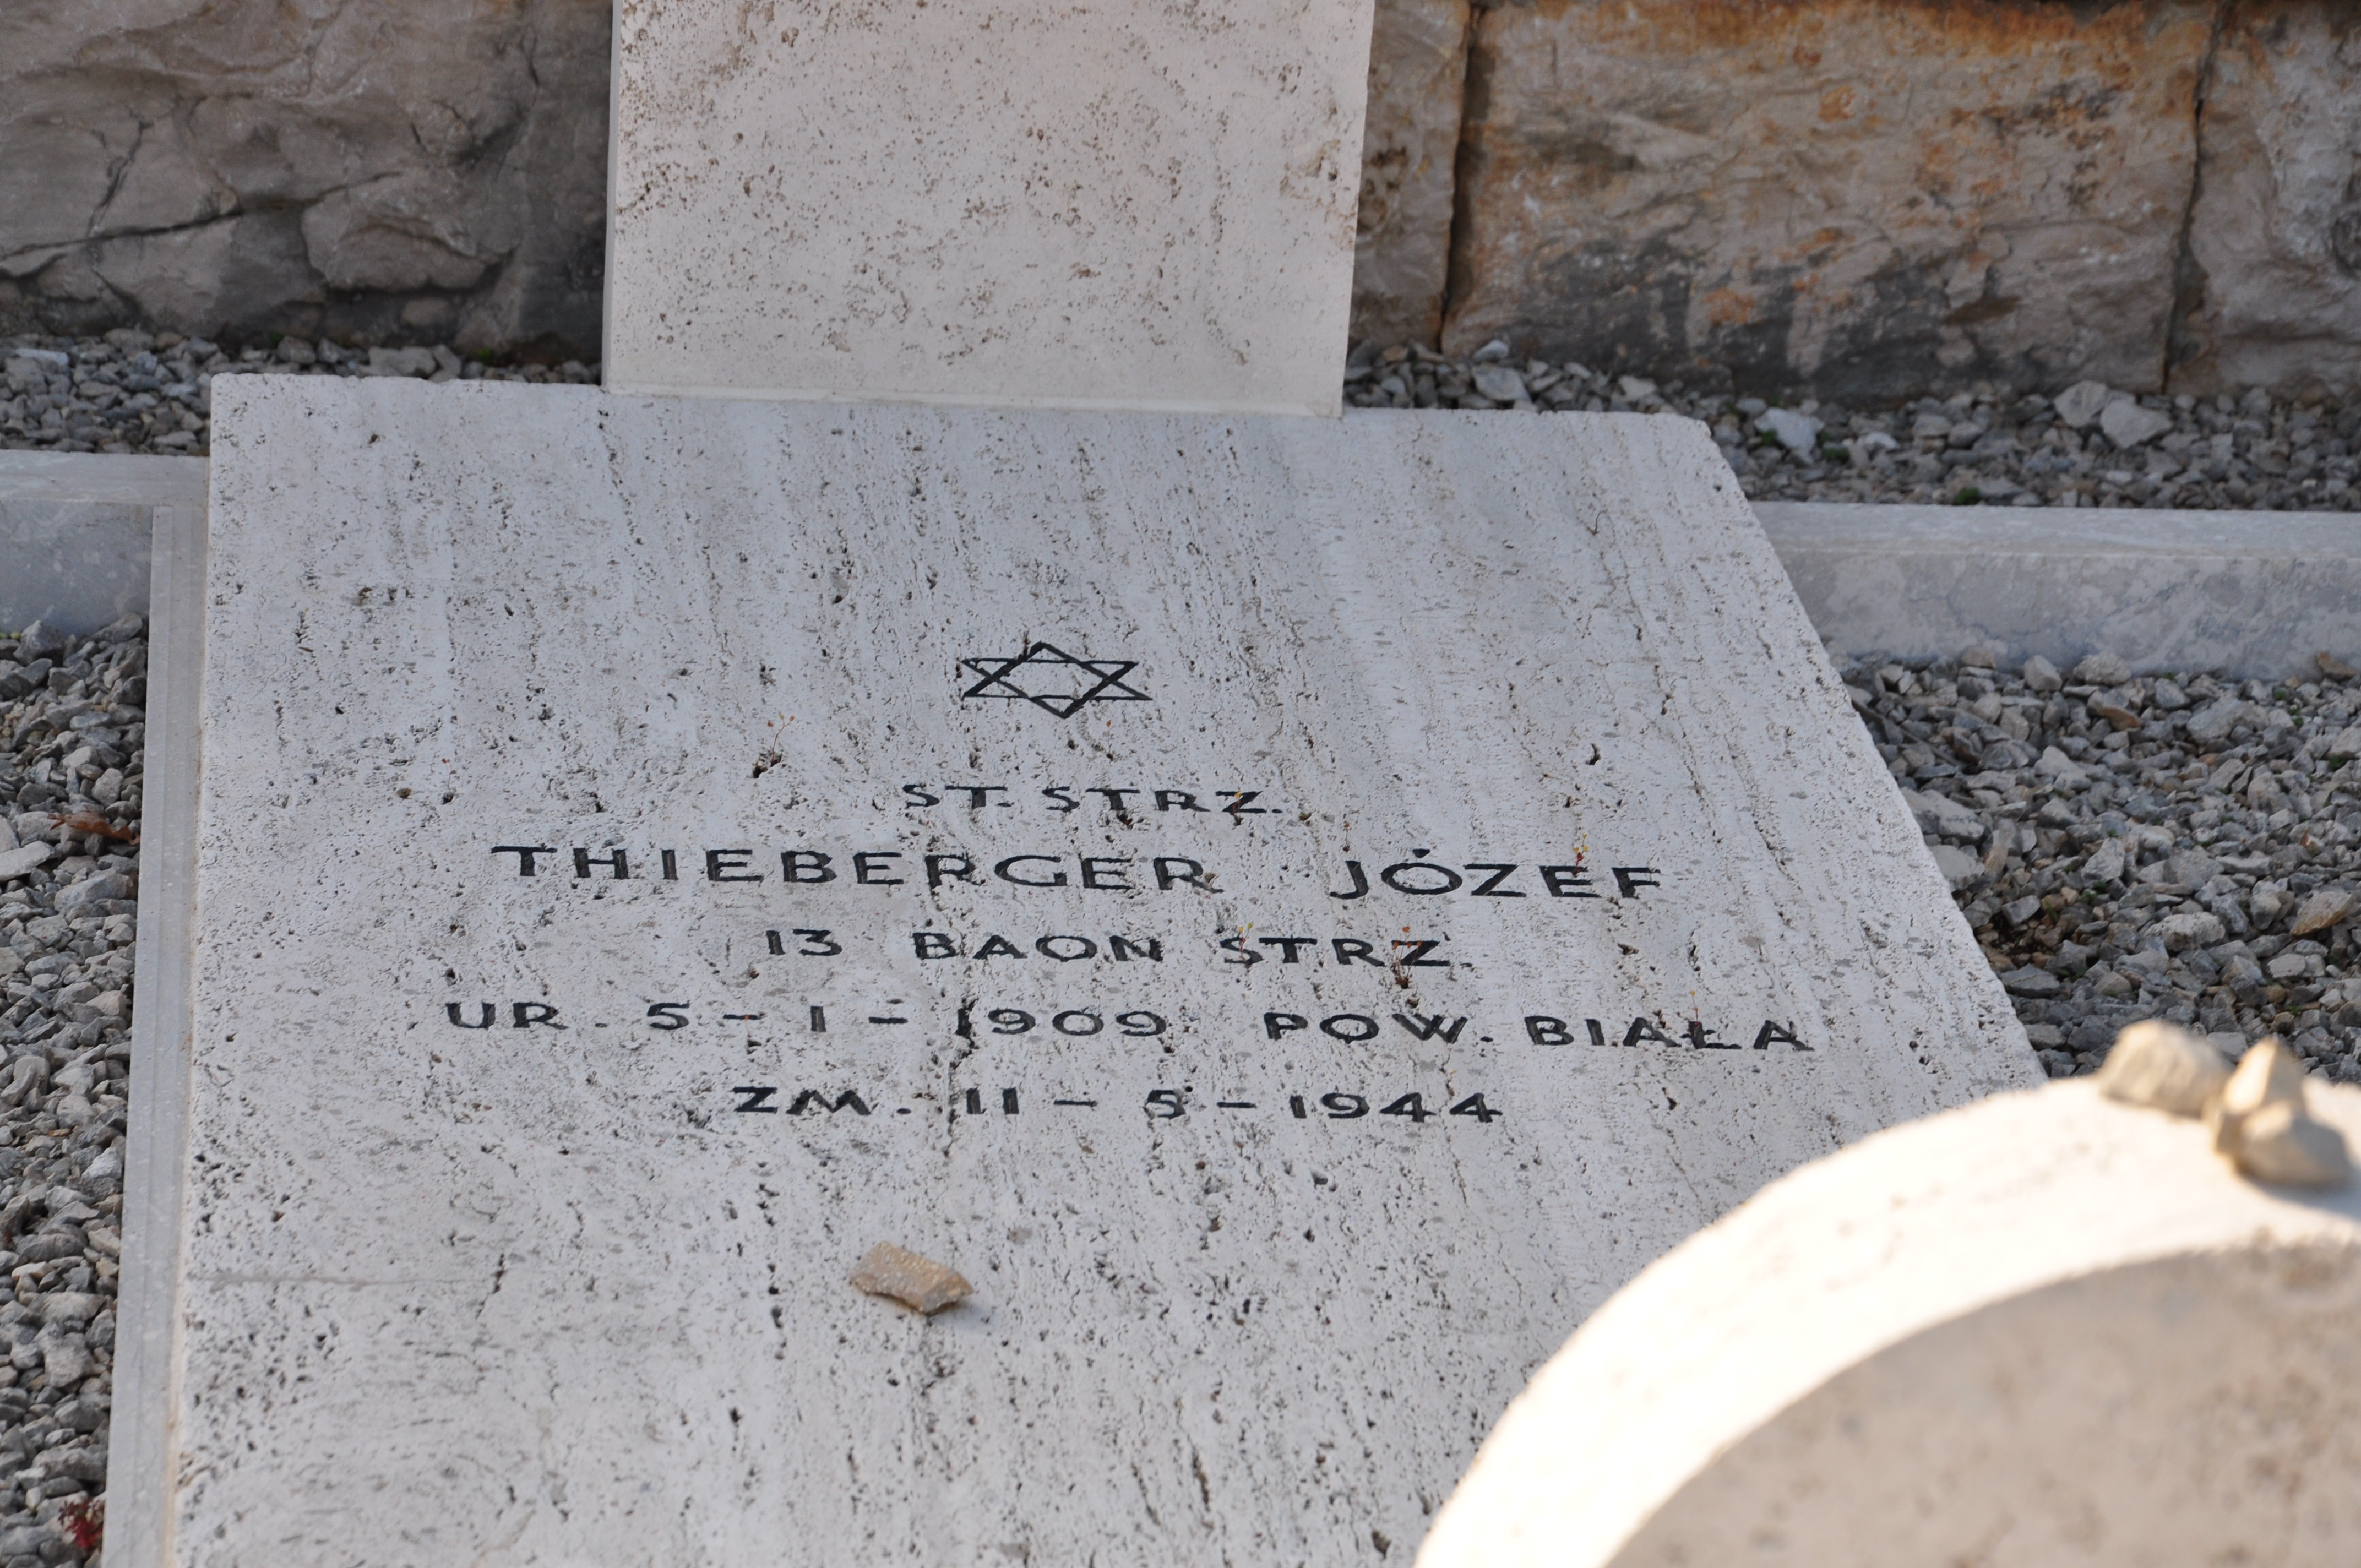 ST. STRZ.
THIEBERGER JÓZEF
13 BAON STRZ.
UR. 5-1-1909 POW. BIAŁA
ZM. 11-5-1944